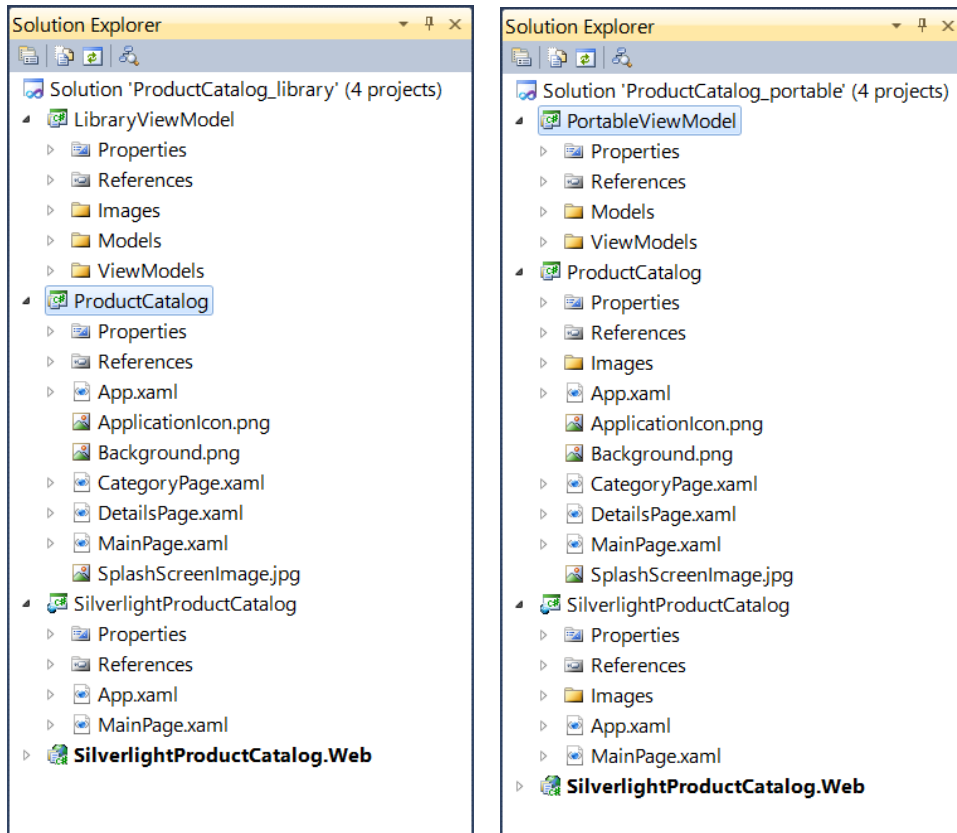 Solution Explorer
Solution 'ProductCatalog_library' (4 projects)
LibraryViewModel
Properties
References
Images
Models
ViewModels
ProductCatalog
Properties
References
App.xaml
ApplicationIcon.png
Background.png
CategoryPage.xaml
DetailsPage.xaml
MainPage.xaml
SplashScreenImage.jpg
SilverlightProductCatalog
Properties
References
App.xaml
MainPage.xaml
SilverlightProductCatalog.Web
Solution Explorer
Solution 'ProductCatalog_portable' (4 projects)
PortableViewModel
Properties
References
Models
ViewModels
ProductCatalog
Properties
References
Images
App.xaml
ApplicationIcon.png
Background.png
CategoryPage.xaml
DetailsPage.xaml
MainPage.xaml
SplashScreenImage.jpg
SilverlightProductCatalog
Properties
References
Images
App.xaml
MainPage.xaml
SilverlightProductCatalog.Web